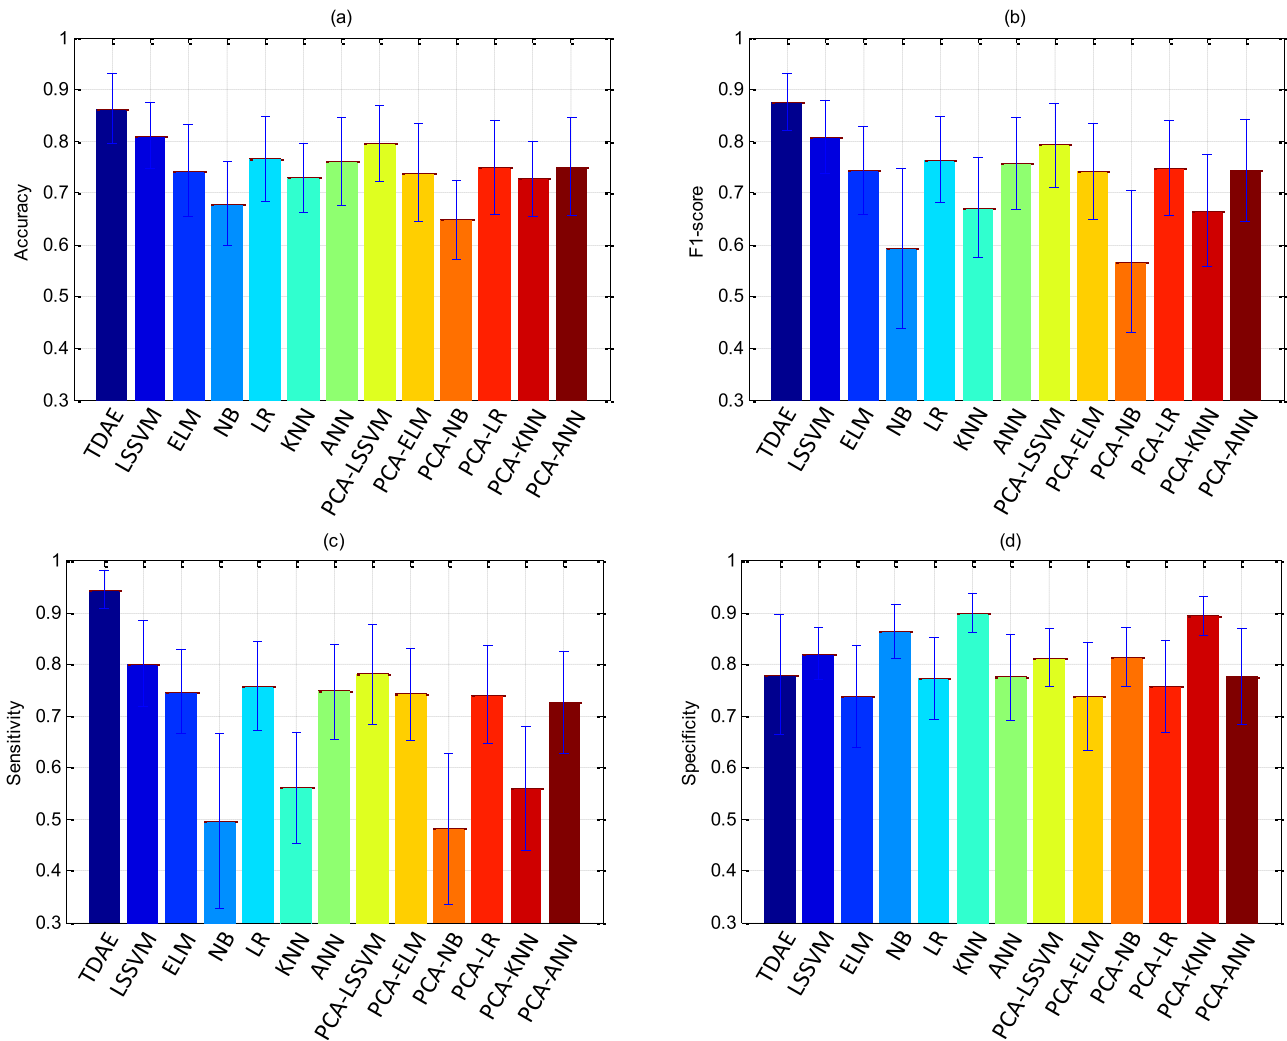 (a)
1
0.9
0.8
0.7
0.6
0.5
0.4
0.3
Accuracy
TDAE
LSSVM
ELM
NB
LR
KNN
ANN
PCA-LSSVM
PCA-ELM
PCA-NB
PCA-LR
PCA-KNN
PCA-ANN
(b)
1
0.9
0.8
0.7
0.6
0.5
0.4
0.3
F1-score
TDAE
LSSVM
ELM
NB
LR
KNN
ANN
PCA-LSSVM
PCA-ELM
PCA-NB
PCA-LR
PCA-KNN
PCA-ANN
(c)
1
0.9
0.8
0.7
0.6
0.5
0.4
0.3
Sensitivity
TDAE
LSSVM
ELM
NB
LR
KNN
ANN
PCA-LSSVM
PCA-ELM
PCA-NB
PCA-LR
PCA-KNN
PCA-ANN
(d)
1
0.9
0.8
0.7
0.6
0.5
0.4
0.3
Specificity
TDAE
LSSVM
ELM
NB
LR
KNN
ANN
PCA-LSSVM
PCA-ELM
PCA-NB
PCA-LR
PCA-KNN
PCA-ANN